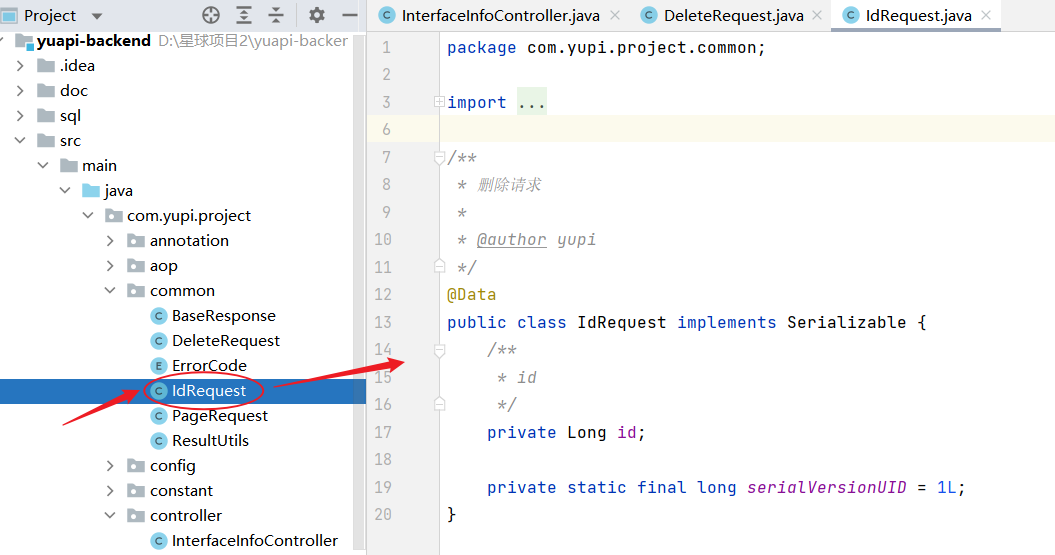 Project
yuapi-backend D:\星球项目2\yuapi-backer
.idea
doc
sql
src
main
java
com.yupi.project
annotation
aop
common
BaseResponse
DeleteRequest
ErrorCode
IdRequest
PageRequest
ResultUtils
config
constant
controller
InterfaceInfoController
InterfaceInfoController.java DeleteRequest.java IdRequest.java
1 package com.yupi.project.common;
2
3 import ...
6
7 /**
8 * 删除请求
9 *
10 * @author yupi
11 */
12 @Data
13 public class IdRequest implements Serializable {
14 /**
15 * id
16 */
17 private Long id;
18
19 private static final long serialVersionUID = 1L;
20 }